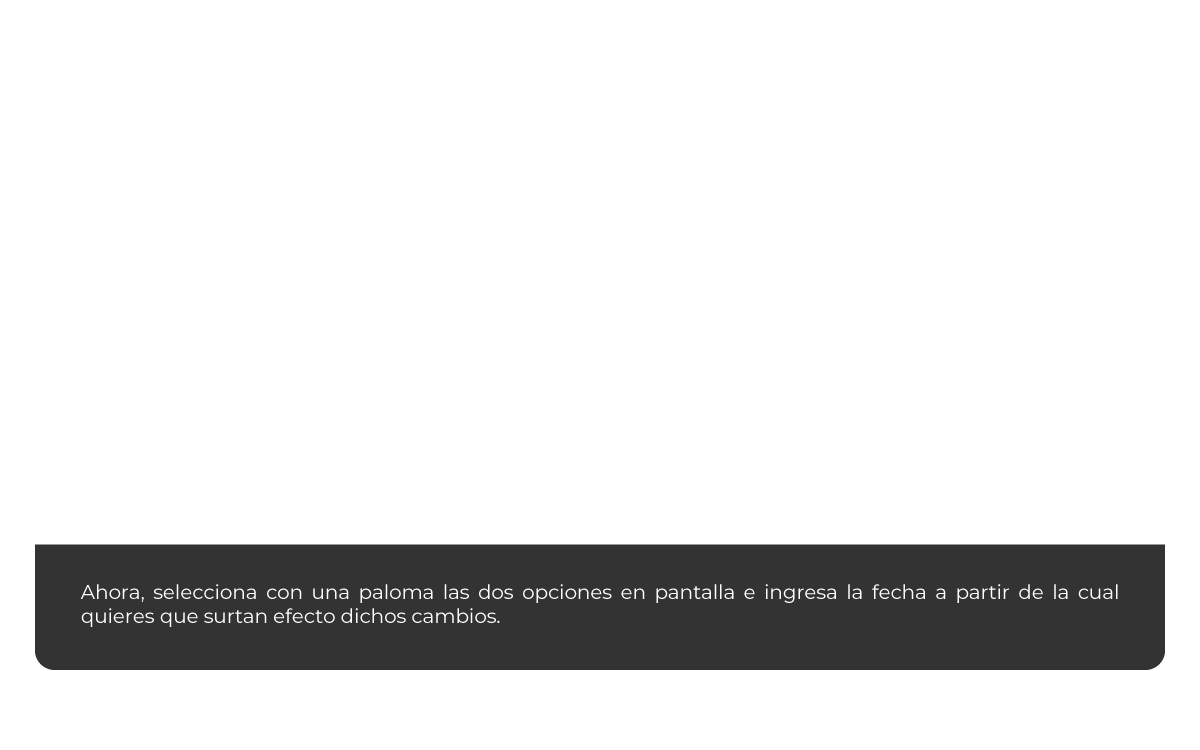 Ahora, selecciona con una paloma las dos opciones en pantalla e ingresa la fecha a partir de la cual
quieres que surtan efecto dichos cambios.